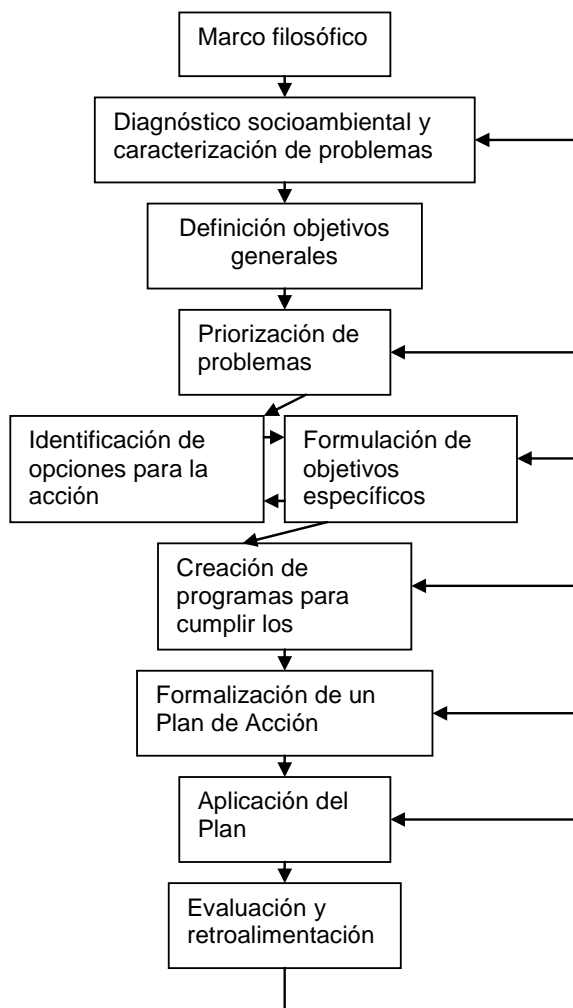 Marco filosófico
Diagnóstico socioambiental y
caracterización de problemas
Definición objetivos
generales
Priorización de
problemas
Identificación de
opciones para la
acción
Formulación de
objetivos
específicos
Creación de
programas para
cumplir los
Formalización de un
Plan de Acción
Aplicación del
Plan
Evaluación y
retroalimentación